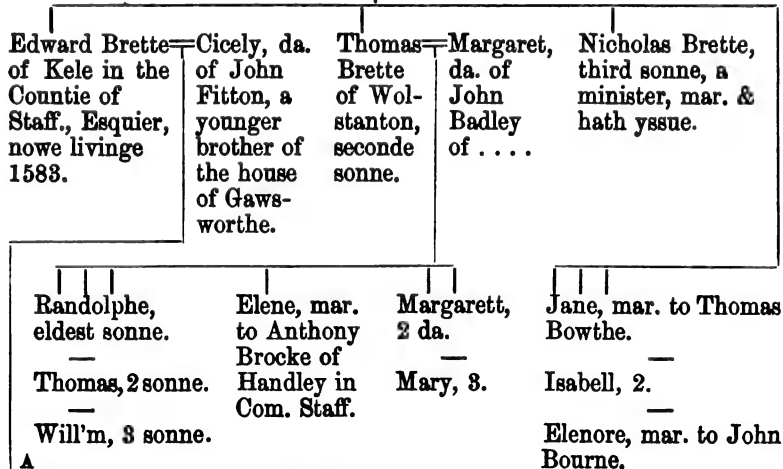 Edward Brette
of Kele in the
Countie of
Staff., Esquier,
nowe livinge
1583.
Cicely, da.
of John
Fitton, a
younger
brother of
the house
of Gaws-
worthe.
Thomas
Brette
of Wol-
stanton,
seconde
sonne.
Margaret,
da. of
John
Badley
of . . . .
Nicholas Brette,
third sonne, a
minister, mar. &
hath yssue.
Randolphe,
eldest sonne.
Thomas, 2 sonne.
Will'm, 3 sonne.
Elene, mar.
to Anthony
Brocke of
Handley in
Com. Staff.
Margarett,
2 da.
Mary, 3.
Jane, mar. to Thomas
Bowthe.
Isabell, 2.
Elenore, mar. to John
Bourne.
A